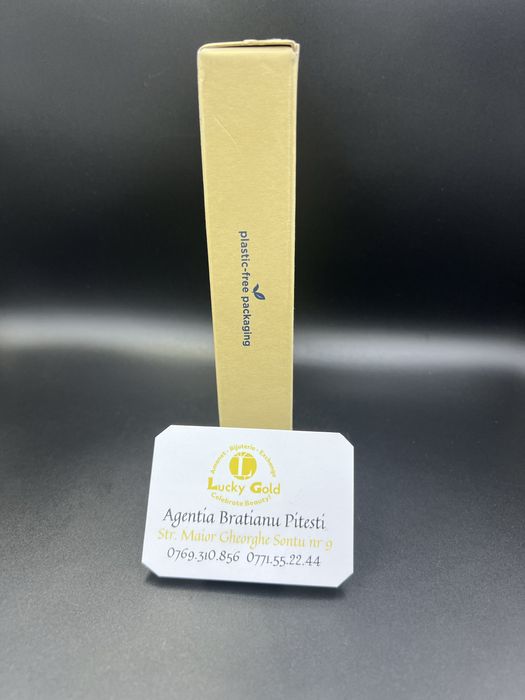 plastic-free packaging
Amanet - Bijuterie - Exchange
L
Lucky Gold
Celebrate Beauty!
Agentia Bratianu Pitesti
Str. Maior Gheorghe Sontu nr 9
0769.310.856 0771.55.22.44